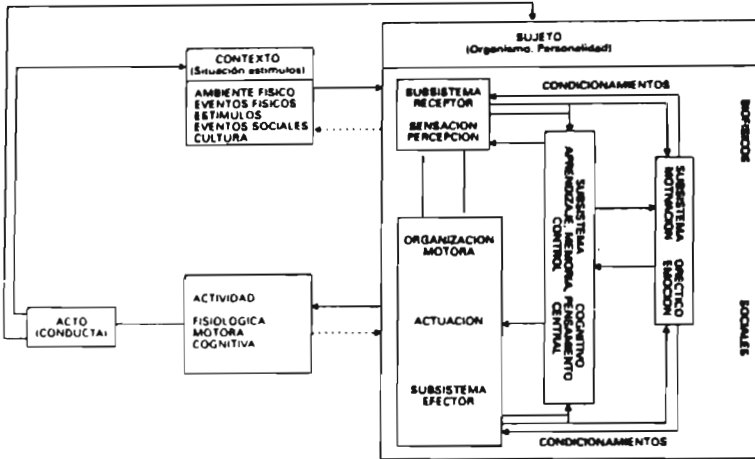 CONTEXTO
(Situación estímulos)
AMBIENTE FISICO
EVENTOS FISICOS
ESTIMULOS
EVENTOS SOCIALES
CULTURA
SUJETO
(Organismo. Personalidad)
CONDICIONAMIENTOS
SUBSISTEMA
RECEPTOR
SENSACION
PERCEPCION
ORGANIZACION
MOTORA
ACTUACION
SUBSISTEMA
EFECTOR
SUBSISTEMA COGNITIVO
APRENDIZAJE, MEMORIA, PENSAMIENTO
CONTROL CENTRAL
SUBSISTEMA ORECTICO
MOTIVACION EMOCION
BIOFISICOS
SOCIALES
CONDICIONAMIENTOS
ACTIVIDAD
FISIOLOGICA
MOTORA
COGNITIVA
ACTO
(CONDUCTA)